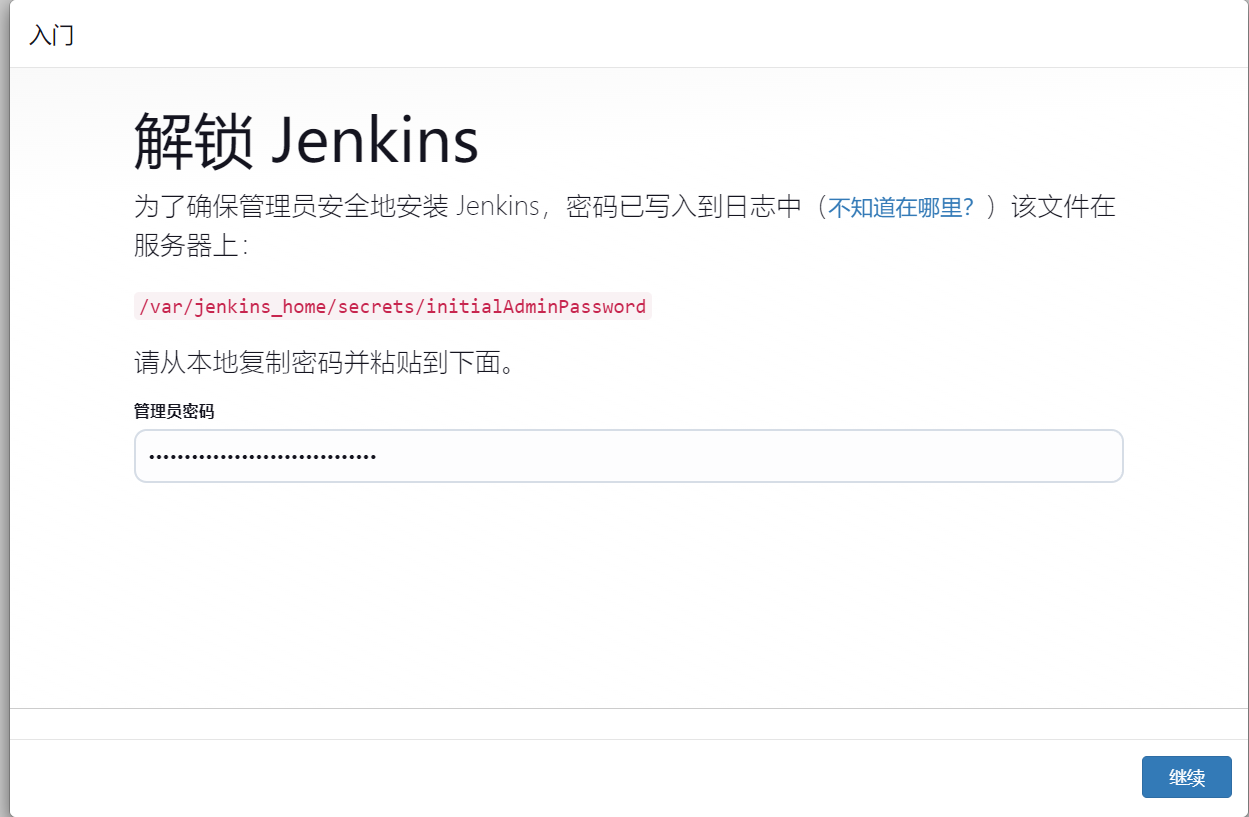 入门
解锁 Jenkins
为了确保管理员安全地安装 Jenkins，密码已写入到日志中（不知道在哪里？）该文件在
服务器上：
/var/jenkins_home/secrets/initialAdminPassword
请从本地复制密码并粘贴到下面。
管理员密码
••••••••••••••••••••••••••••••••
继续